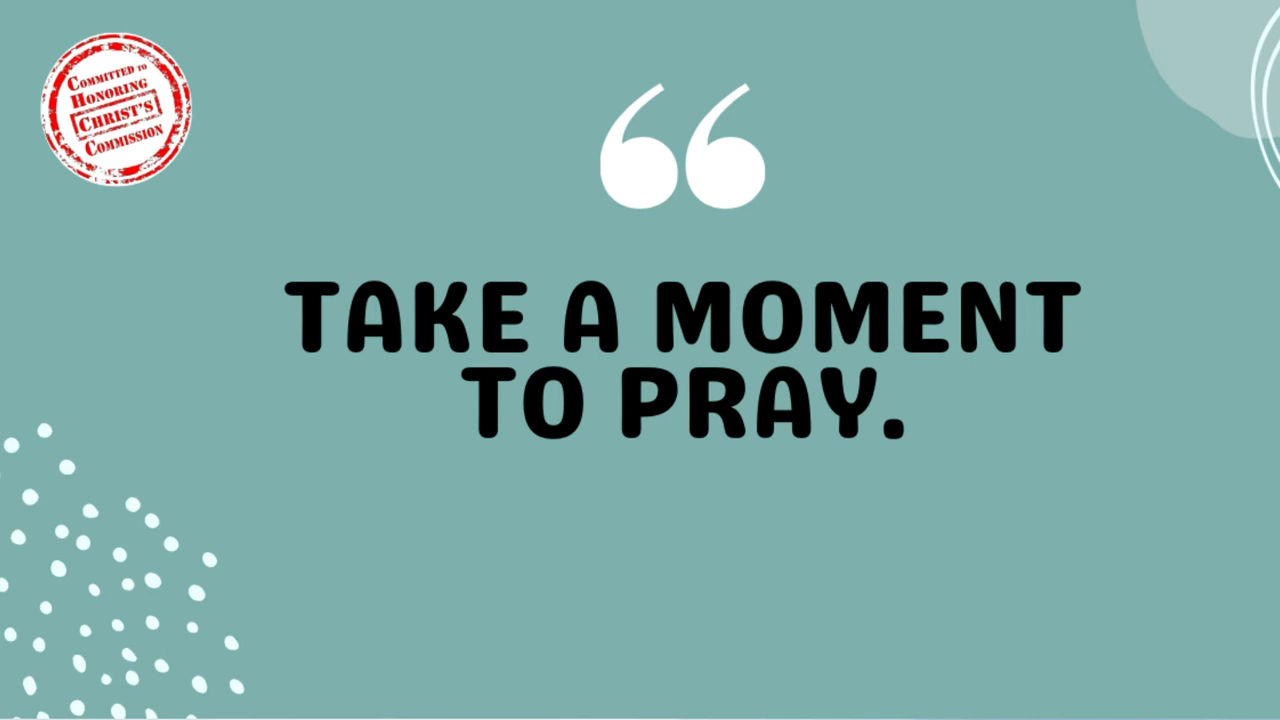 COMMITTED TO
HONORING
CHRIST'S
COMMISSION
“
TAKE A MOMENT
TO PRAY.